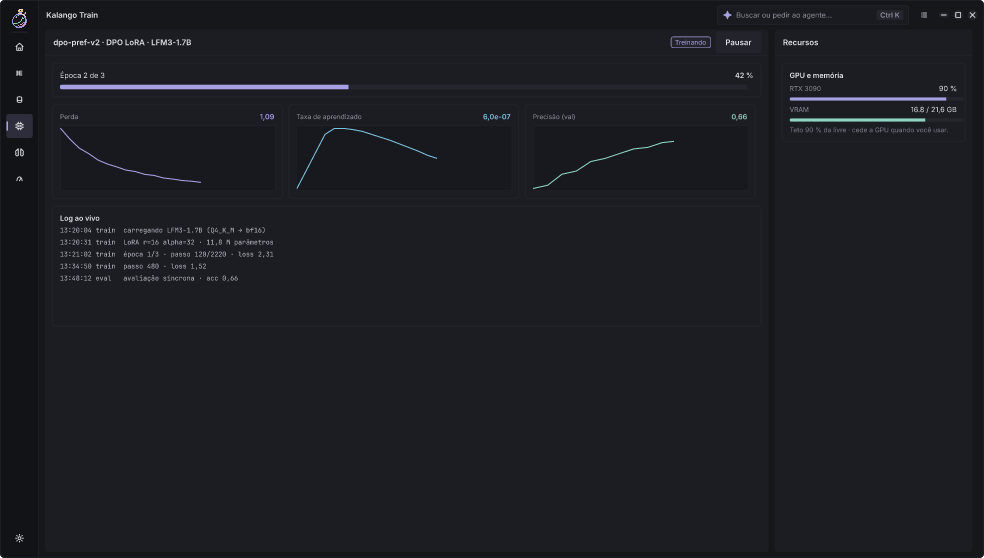 Kalango Train
Buscar ou pedir ao agente...
Ctrl K
dpo-pref-v2 · DPO LoRA · LFM3-1.7B
Treinando
Pausar
Época 2 de 3
42 %
Perda
1,09
Taxa de aprendizado
6,0e-07
Precisão (val)
0,66
Log ao vivo
13:20:04 train carregando LFM3-1.7B (Q4_K_M → bf16)
13:20:31 train LoRA r=16 alpha=32 · 11,8 M parâmetros
13:21:02 train época 1/3 · passo 120/2220 · loss 2,31
13:34:50 train passo 480 · loss 1,52
13:48:12 eval avaliação síncrona · acc 0,66
Recursos
GPU e memória
RTX 3090
90 %
VRAM
16.8 / 21,6 GB
Teto 90 % da livre · cede a GPU quando você usar.